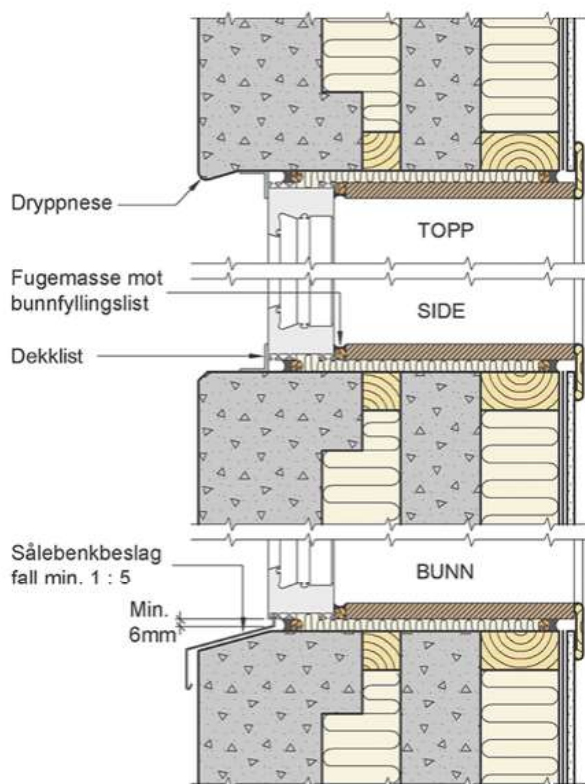 Dryppnese
TOPP
Fugemasse mot
bunnfyllingslist
SIDE
Dekklist
Sålebenkbeslag
fall min. 1 : 5
BUNN
Min.
6mm